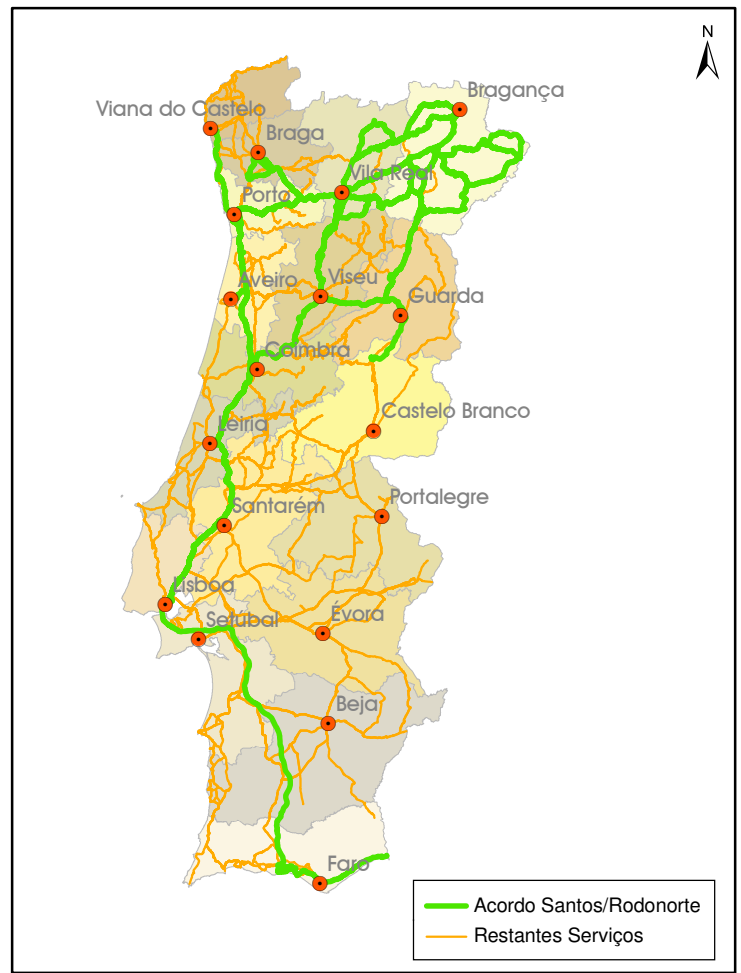 N
Bragança
Viana do Castelo
Braga
Vila Real
Porto
Aveiro
Viseu
Guarda
Coimbra
Castelo Branco
Leiria
Portalegre
Santarém
Lisboa
Setúbal
Évora
Beja
Faro
Acordo Santos/Rodonorte
Restantes Serviços